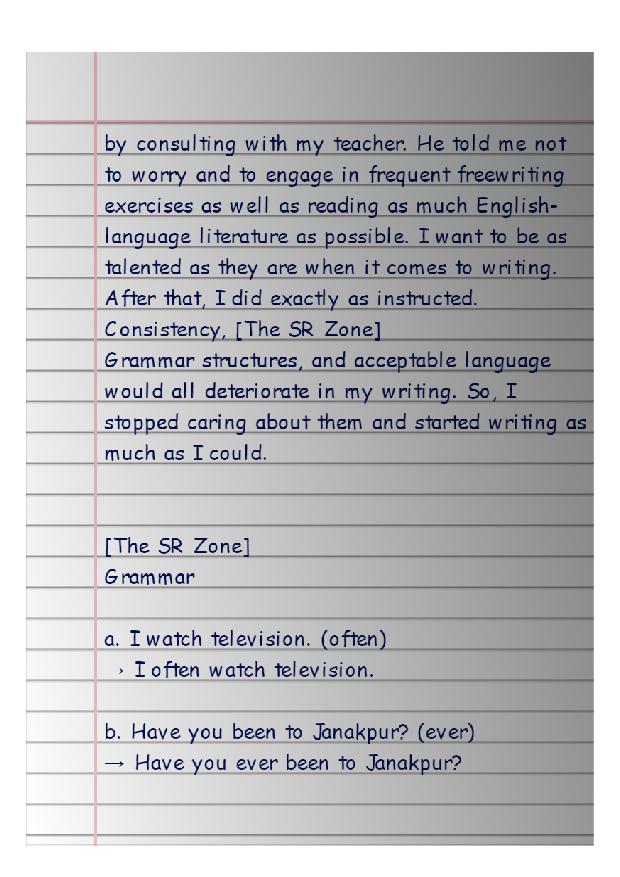 by consulting with my teacher. He told me not
to worry and to engage in frequent freewriting
exercises as well as reading as much English-
language literature as possible. I want to be as
talented as they are when it comes to writing.
After that, I did exactly as instructed.
Consistency, [The SR Zone]
Grammar structures, and acceptable language
would all deteriorate in my writing. So, I
stopped caring about them and started writing as
much as I could.
[The SR Zone]
Grammar
a. I watch television. (often)
→ I often watch television.
b. Have you been to Janakpur? (ever)
→ Have you ever been to Janakpur?